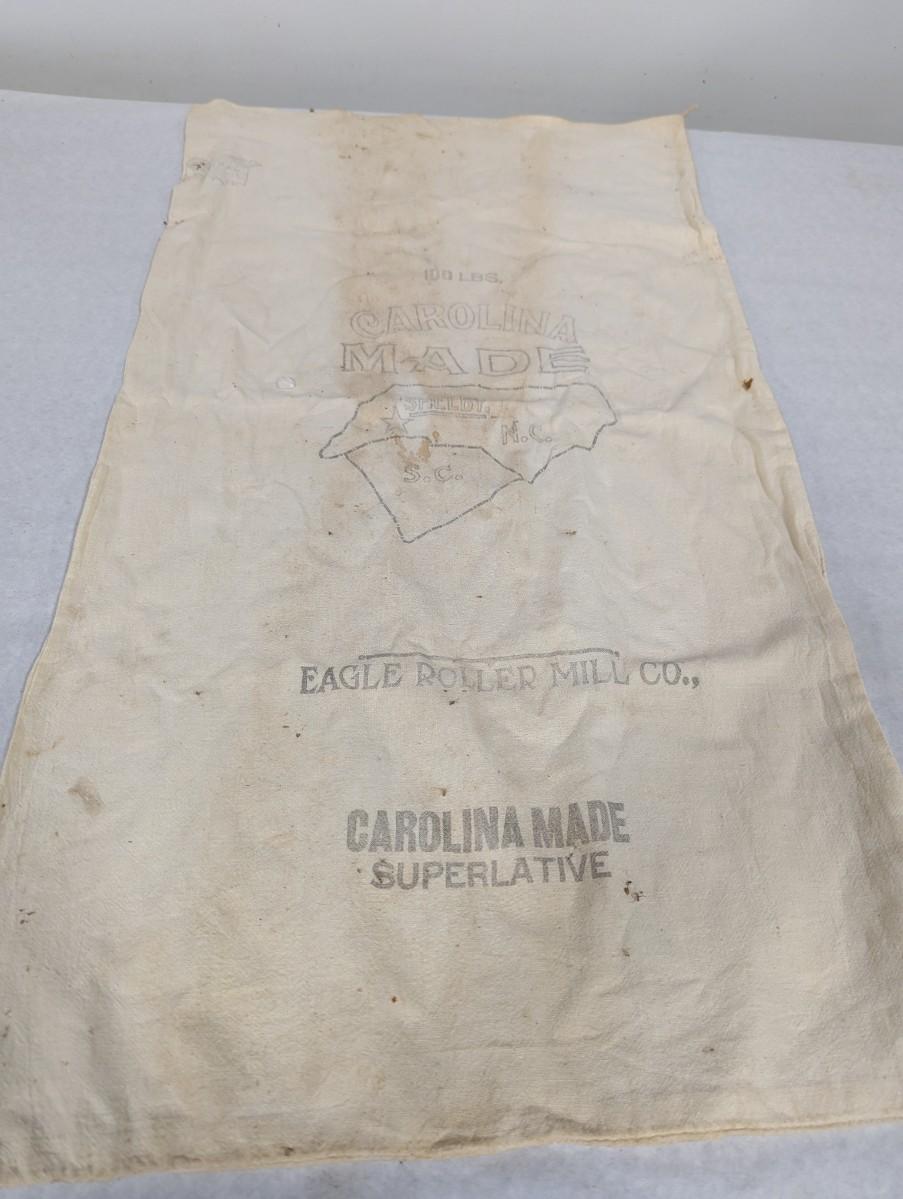 100 LBS.
CAROLINA
MADE
SHELBY,
N.C.
S.C.
EAGLE ROLLER MILL CO.,
CAROLINA MADE
SUPERLATIVE